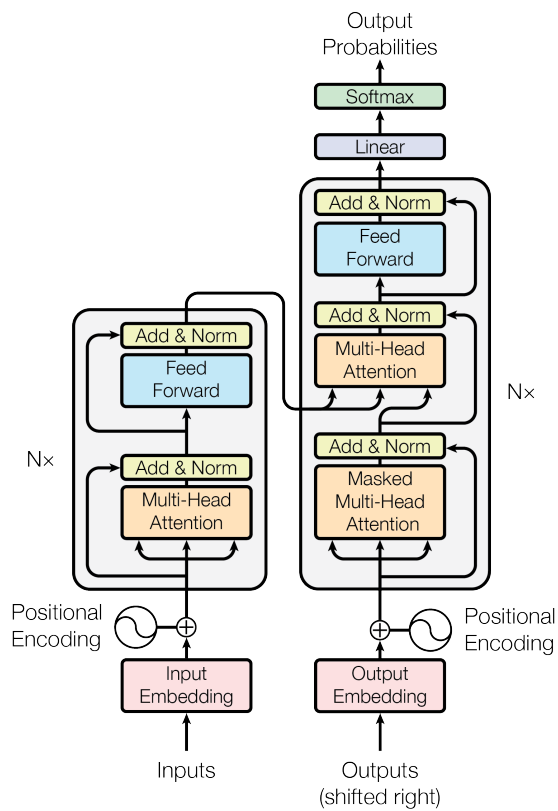 Output
Probabilities
Softmax
Linear
Add & Norm
Feed
Forward
Add & Norm
Multi-Head
Attention
Add & Norm
Masked
Multi-Head
Attention
N×
Positional
Encoding
Output
Embedding
Outputs
(shifted right)
Add & Norm
Feed
Forward
Add & Norm
Multi-Head
Attention
N×
Positional
Encoding
Input
Embedding
Inputs